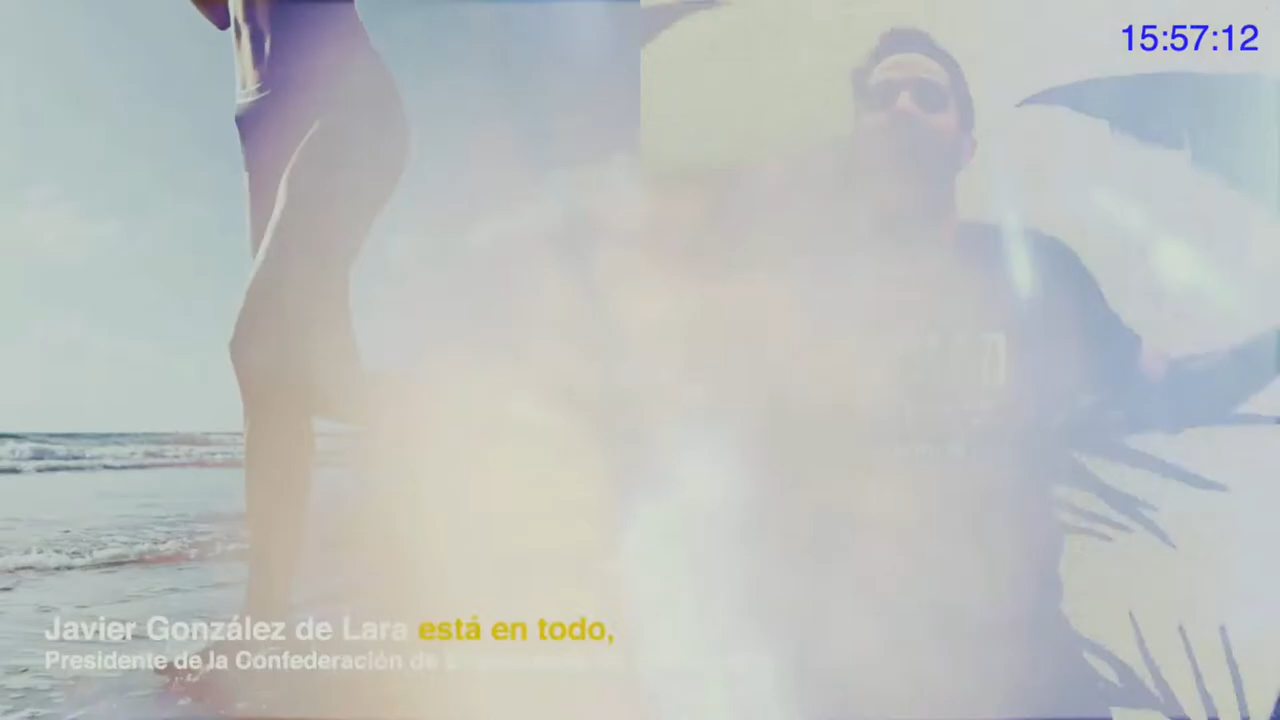 15:57:12
Javier González de Lara está en todo,
Presidente de la Confederación de